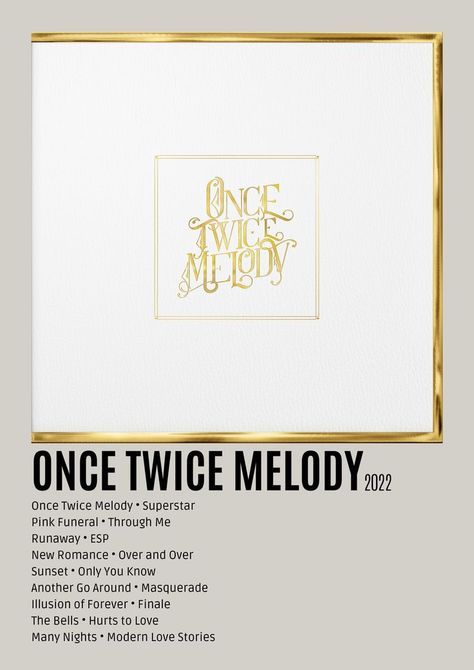 ONCE
TWICE
MELODY
ONCE TWICE MELODY 2022
Once Twice Melody • Superstar
Pink Funeral • Through Me
Runaway • ESP
New Romance • Over and Over
Sunset • Only You Know
Another Go Around • Masquerade
Illusion of Forever • Finale
The Bells • Hurts to Love
Many Nights • Modern Love Stories